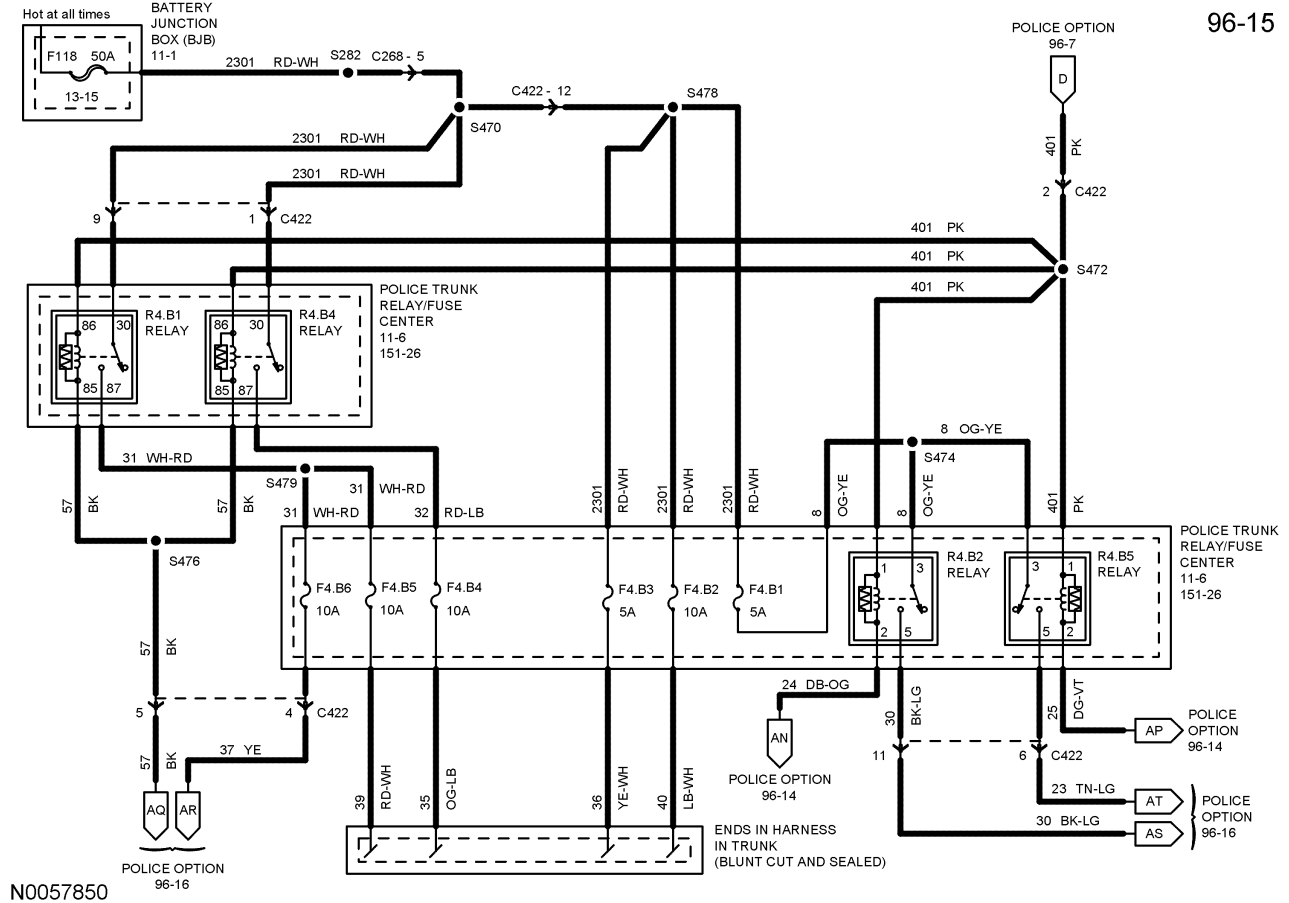 96-15
Hot at all times
BATTERY
JUNCTION
BOX (BJB)
11-1
F118 50A
13-15
2301 RD-WH
S282
C268 - 5
POLICE OPTION
96-7
D
C422 - 12
S478
S470
2301 RD-WH
2301 RD-WH
401 PK
2 C422
9 1 C422
401 PK
401 PK
401 PK
S472
POLICE TRUNK
RELAY/FUSE
CENTER
11-6
151-26
86 30
85 87
R4.B1
RELAY
86 30
85 87
R4.B4
RELAY
31 WH-RD
S479
57 BK
57 BK
31 WH-RD
31 WH-RD
32 RD-LB
2301 RD-WH
2301 RD-WH
2301 RD-WH
8 OG-YE
8 OG-YE
8 OG-YE
S474
401 PK
S476
POLICE TRUNK
RELAY/FUSE
CENTER
11-6
151-26
F4.B6
10A
F4.B5
10A
F4.B4
10A
F4.B3
5A
F4.B2
10A
F4.B1
5A
1 3
2 5
R4.B2
RELAY
3 1
5 2
R4.B5
RELAY
57 BK
5 4 C422
57 BK
37 YE
AQ AR
POLICE OPTION
96-16
24 DB-OG
AN
POLICE OPTION
96-14
30 BK-LG
25 DG-VT
11 6 C422
AP
POLICE
OPTION
96-14
23 TN-LG
AT
30 BK-LG
AS
POLICE
OPTION
96-16
39 RD-WH
35 OG-LB
36 YE-WH
40 LB-WH
ENDS IN HARNESS
IN TRUNK
(BLUNT CUT AND SEALED)
N0057850